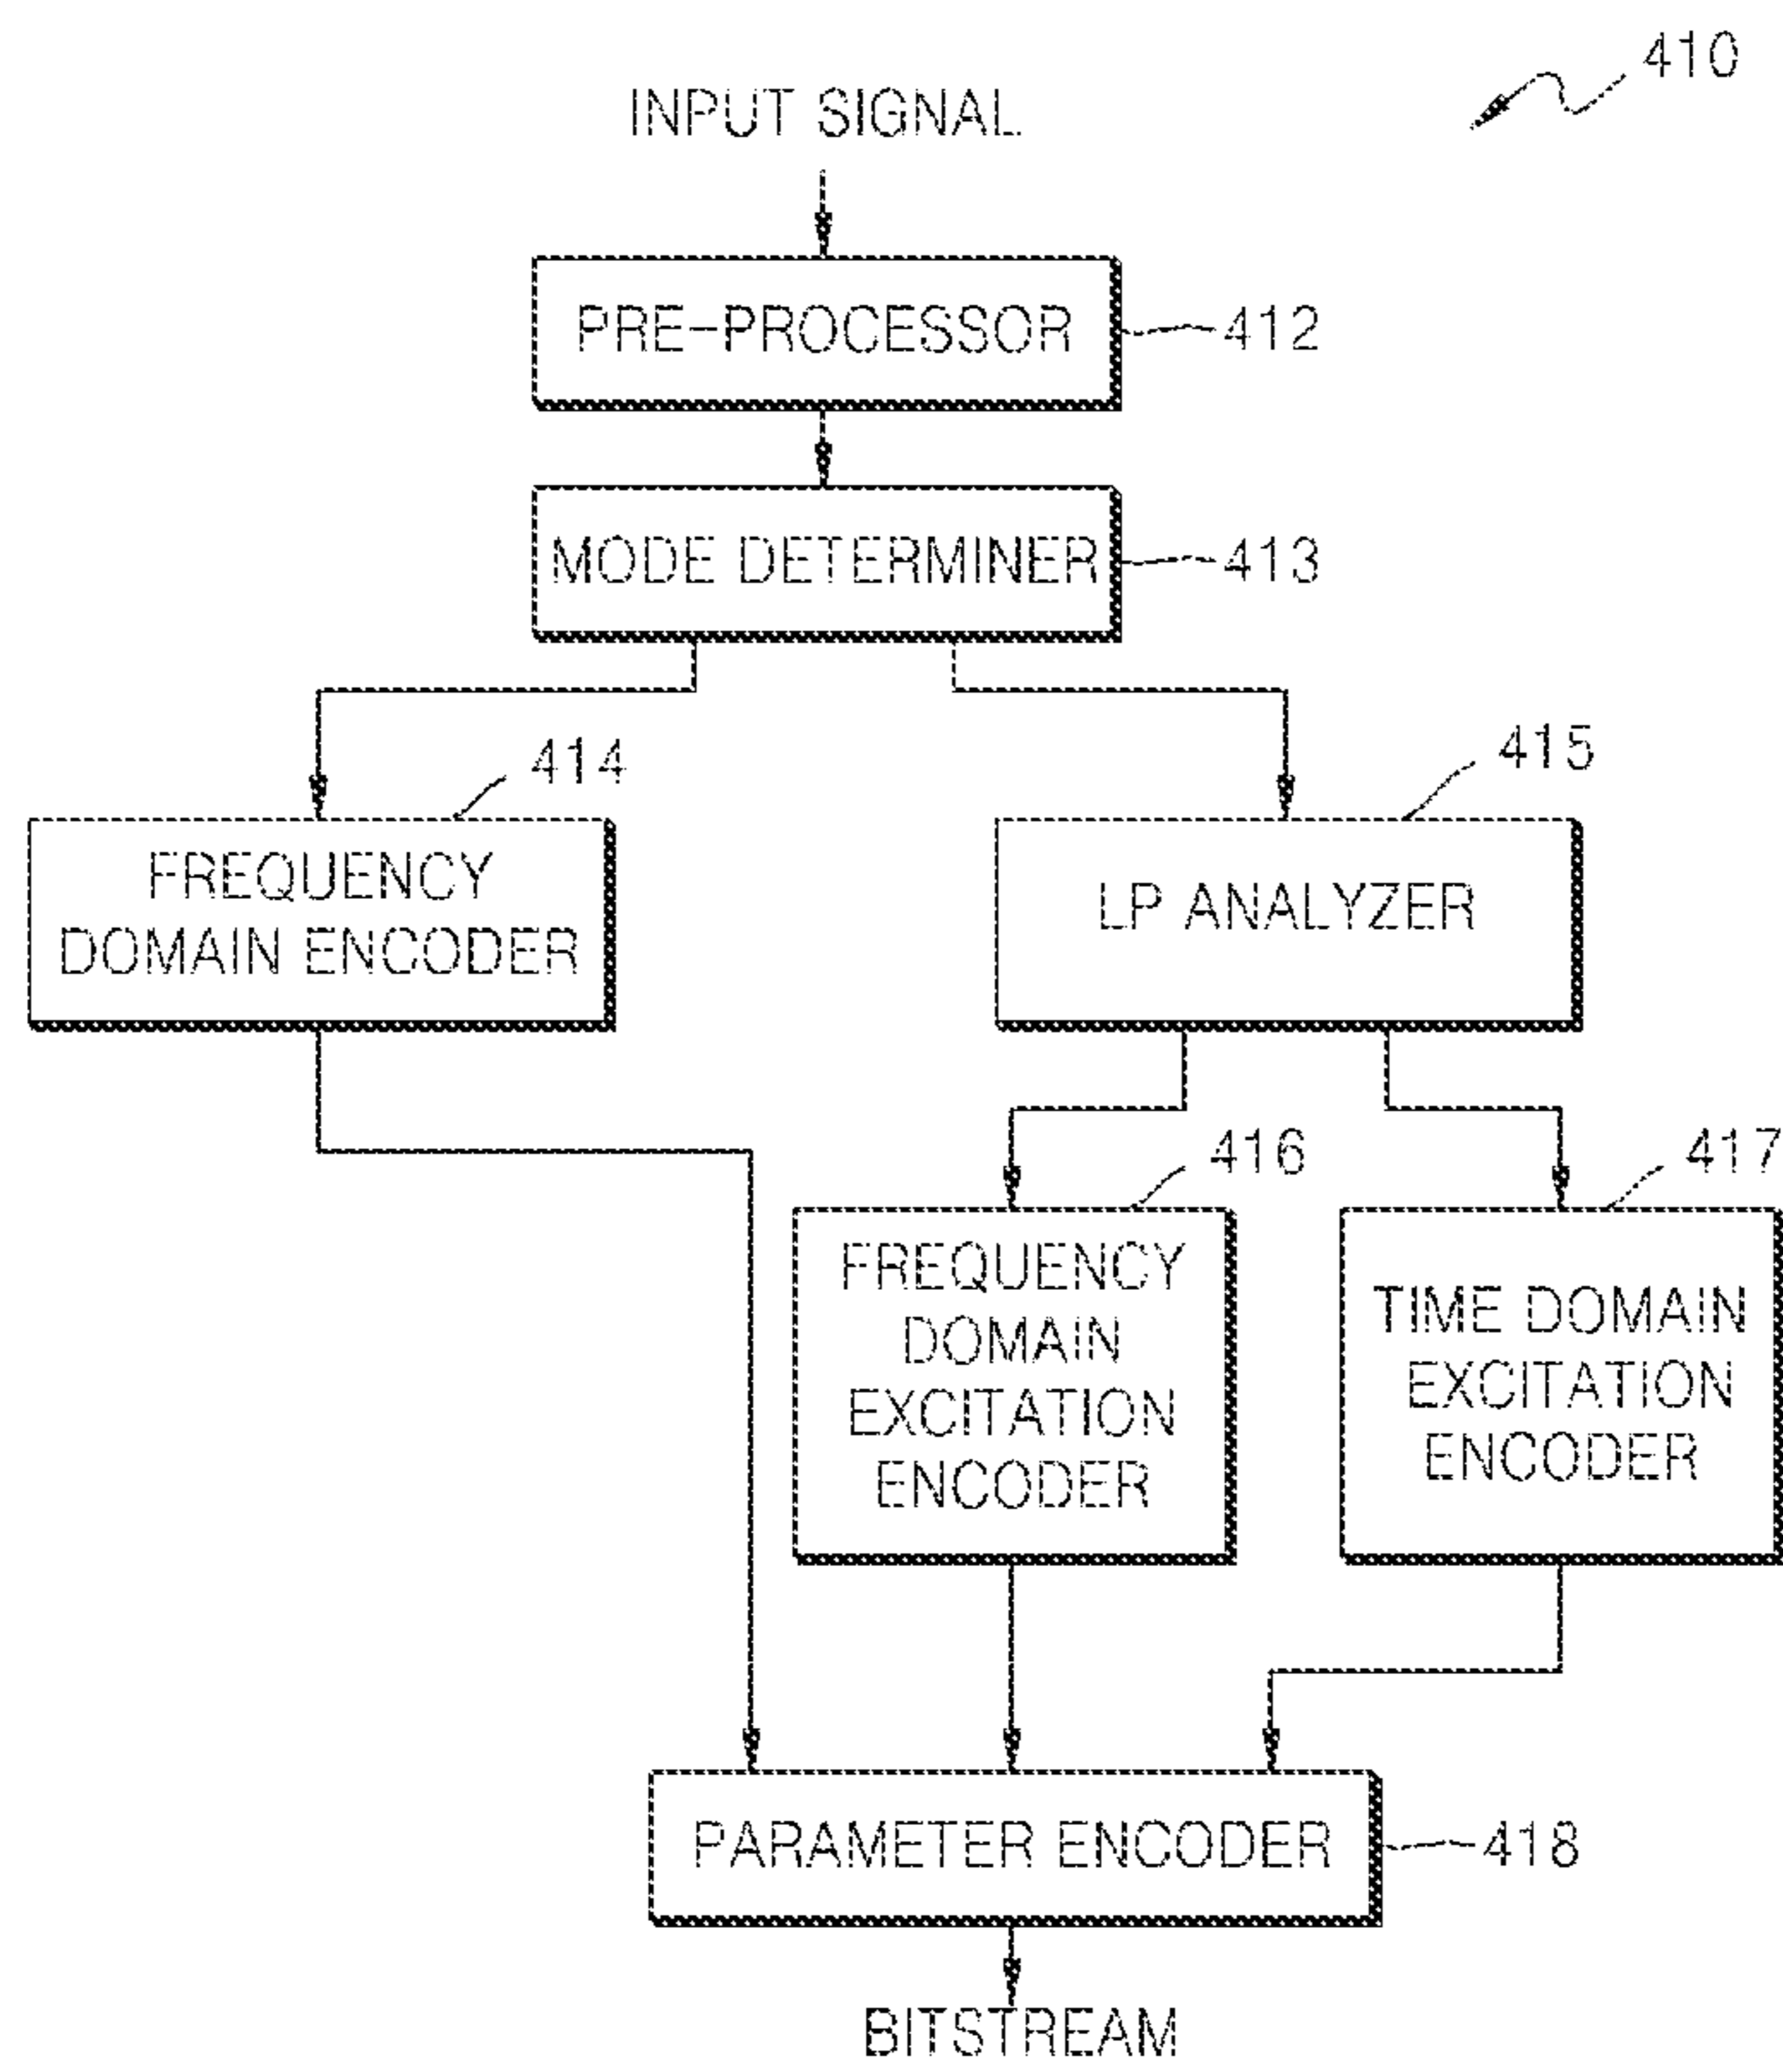 410
INPUT SIGNAL
PRE-PROCESSOR
412
MODE DETERMINER
413
414
415
FREQUENCY
DOMAIN ENCODER
LP ANALYZER
416
417
FREQUENCY
DOMAIN
EXCITATION
ENCODER
TIME DOMAIN
EXCITATION
ENCODER
PARAMETER ENCODER
418
BITSTREAM